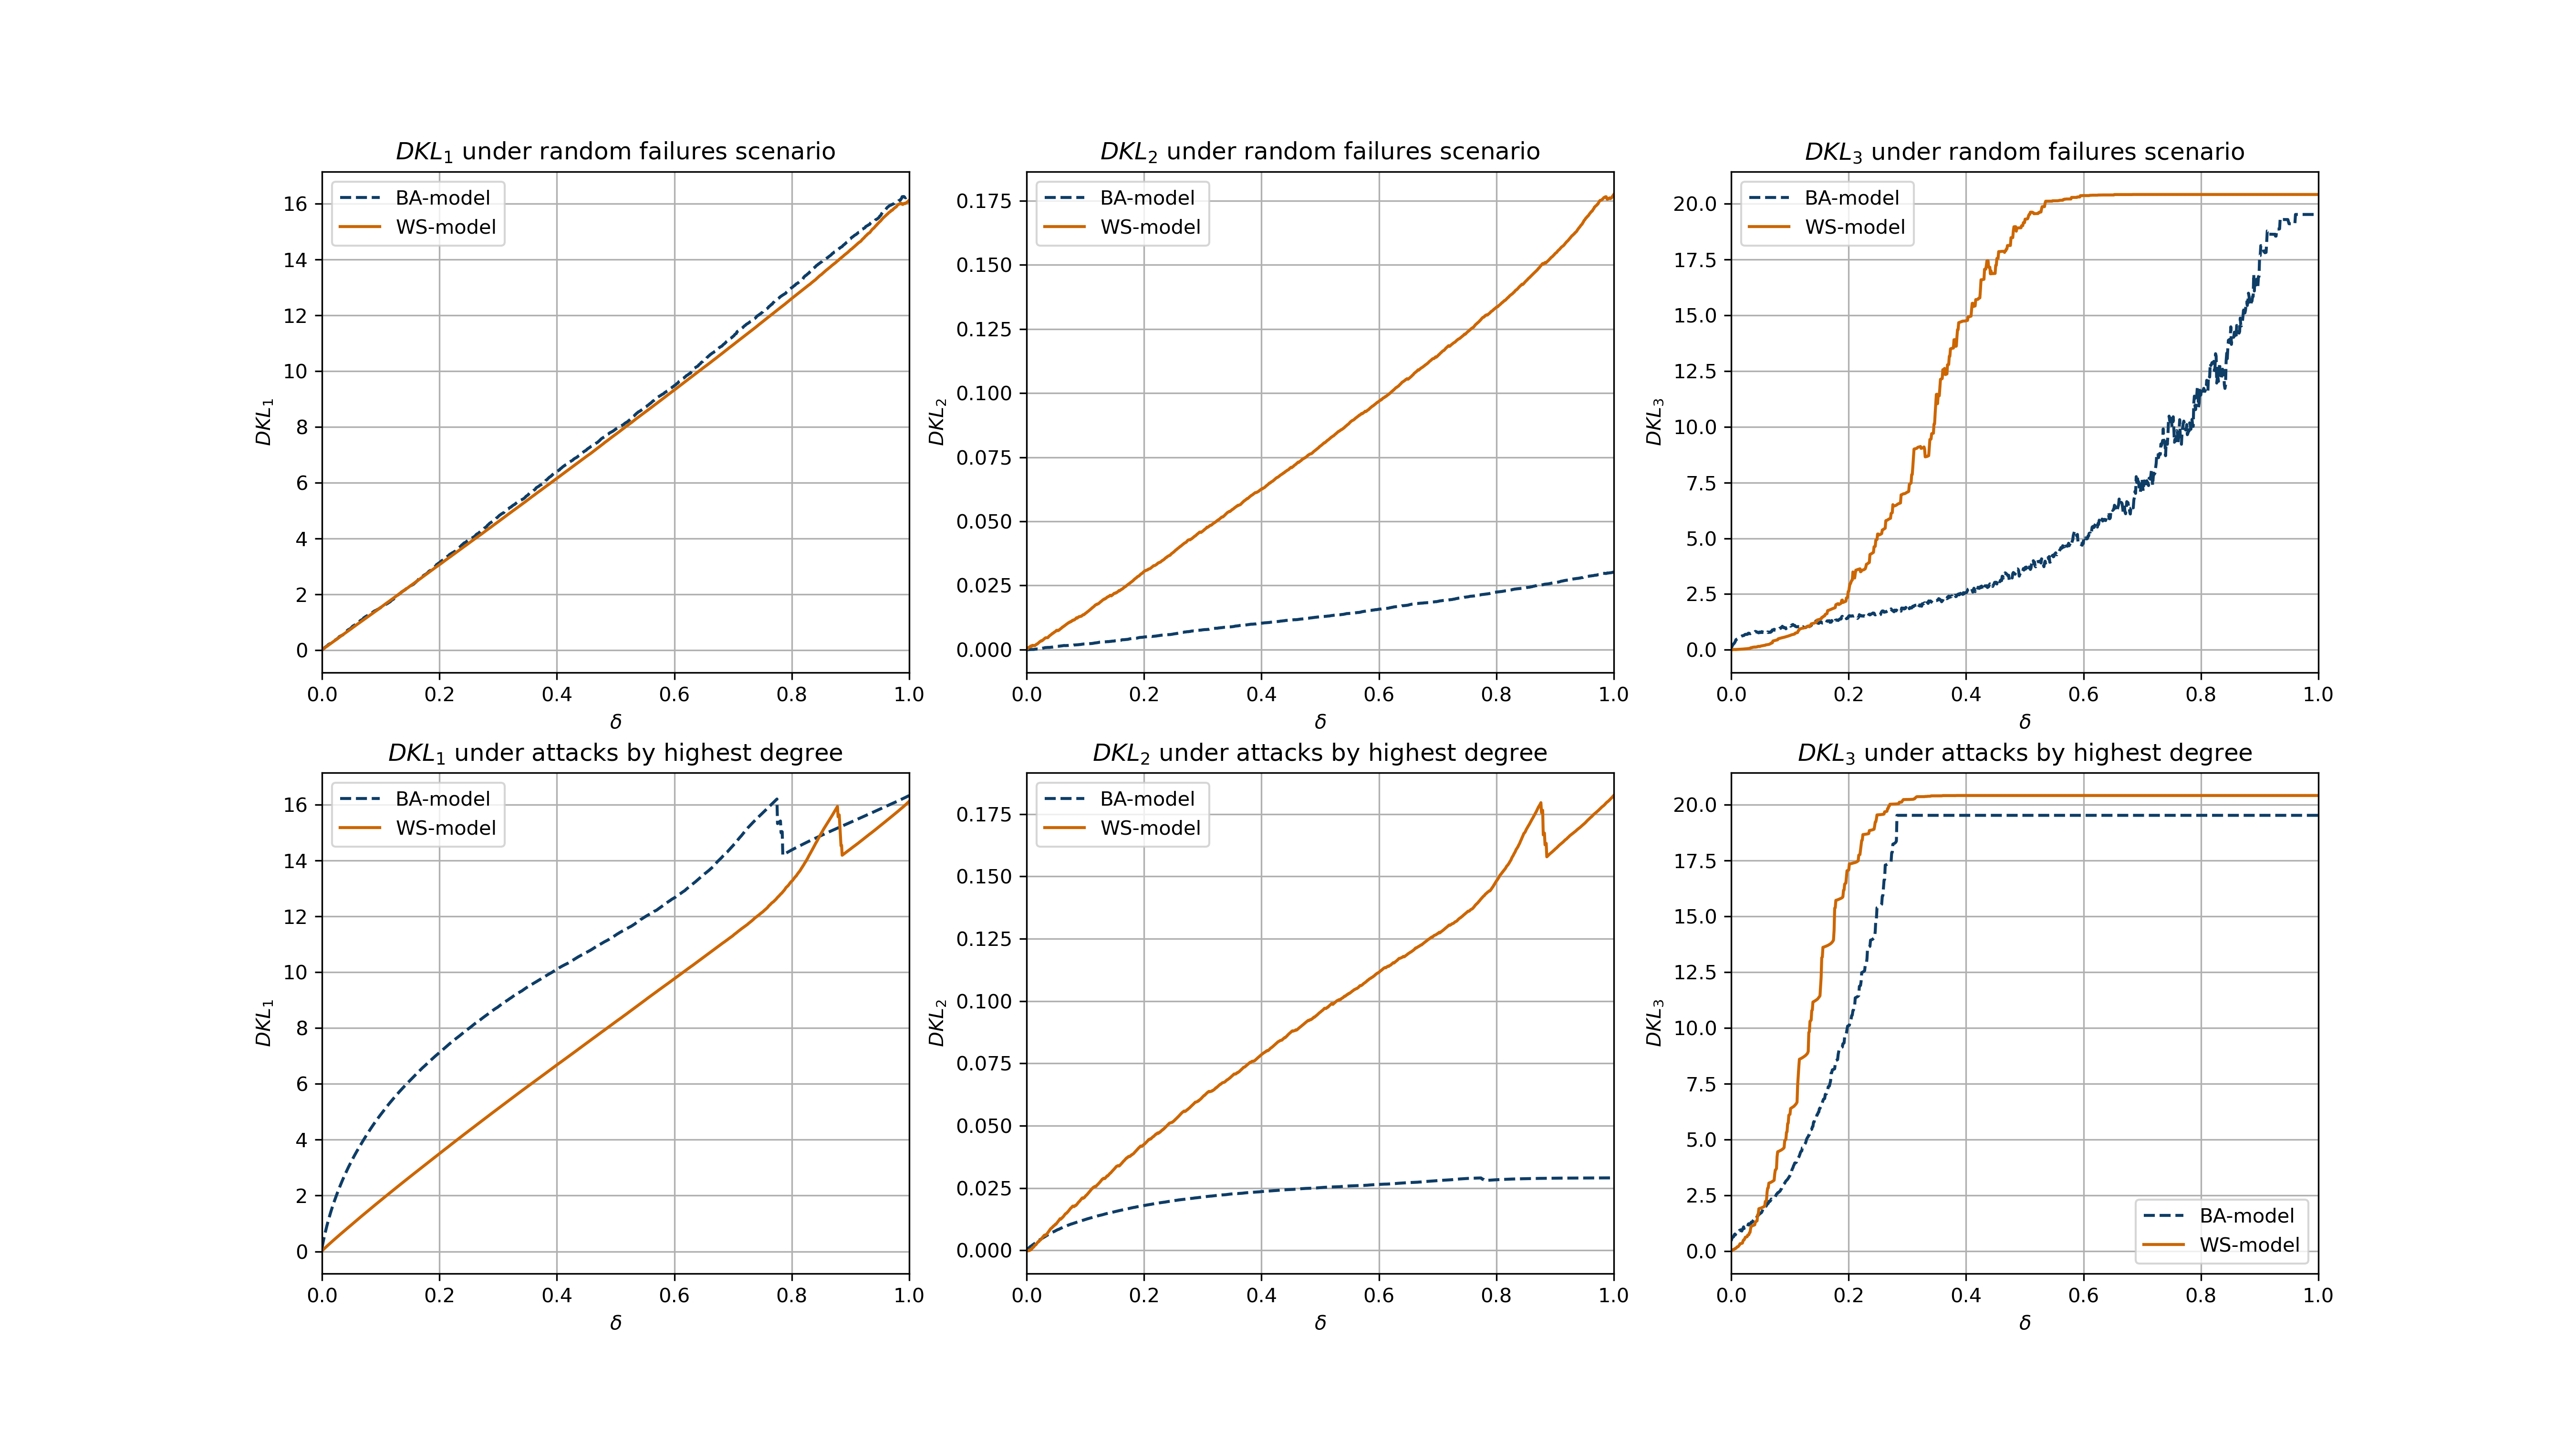 DKL₁ under random failures scenario
BA-model
WS-model
16
14
12
10
8
6
4
2
0
DKL₁
0.0 0.2 0.4 0.6 0.8 1.0
δ
DKL₂ under random failures scenario
BA-model
WS-model
0.175
0.150
0.125
0.100
0.075
0.050
0.025
0.000
DKL₂
0.0 0.2 0.4 0.6 0.8 1.0
δ
DKL₃ under random failures scenario
BA-model
WS-model
20.0
17.5
15.0
12.5
10.0
7.5
5.0
2.5
0.0
DKL₃
0.0 0.2 0.4 0.6 0.8 1.0
δ
DKL₁ under attacks by highest degree
BA-model
WS-model
16
14
12
10
8
6
4
2
0
DKL₁
0.0 0.2 0.4 0.6 0.8 1.0
δ
DKL₂ under attacks by highest degree
BA-model
WS-model
0.175
0.150
0.125
0.100
0.075
0.050
0.025
0.000
DKL₂
0.0 0.2 0.4 0.6 0.8 1.0
δ
DKL₃ under attacks by highest degree
20.0
17.5
15.0
12.5
10.0
7.5
5.0
2.5
0.0
DKL₃
BA-model
WS-model
0.0 0.2 0.4 0.6 0.8 1.0
δ